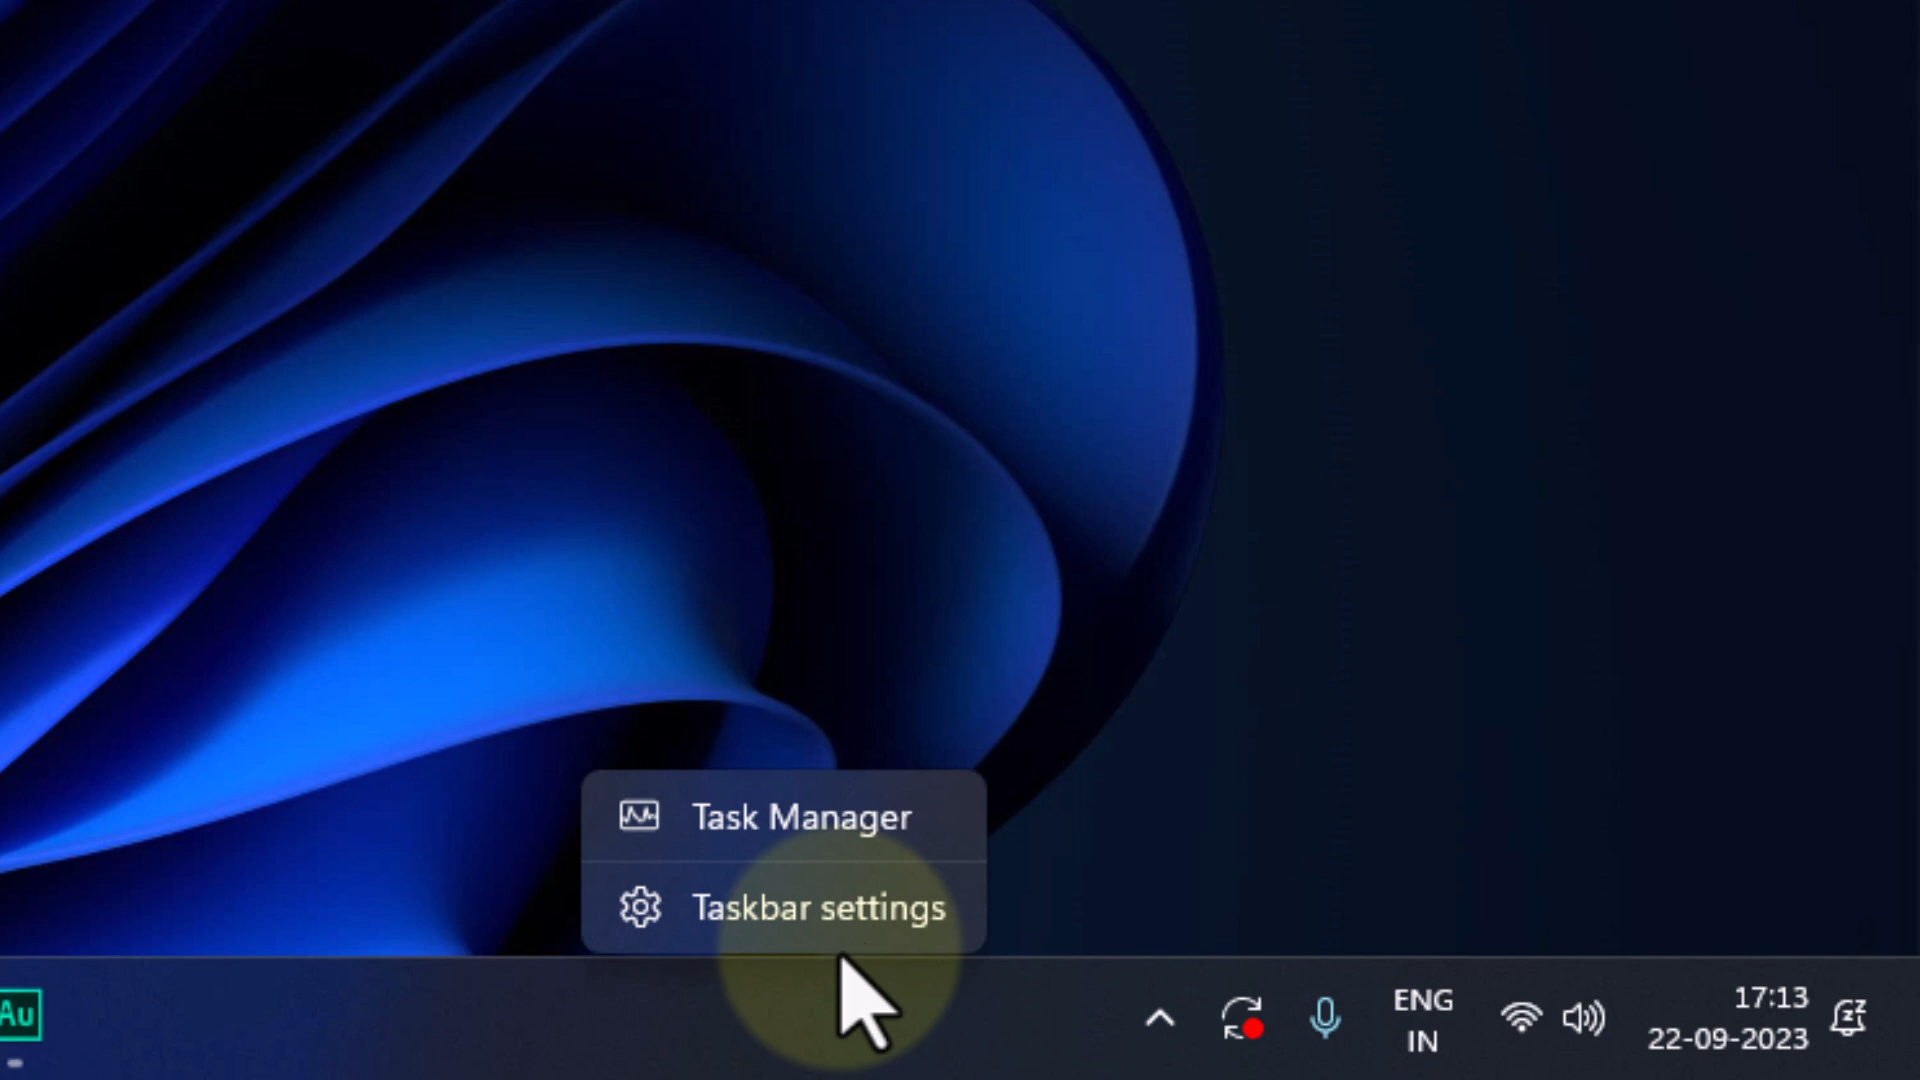 Task Manager
Taskbar settings
Au
ENG
IN
17:13
22-09-2023